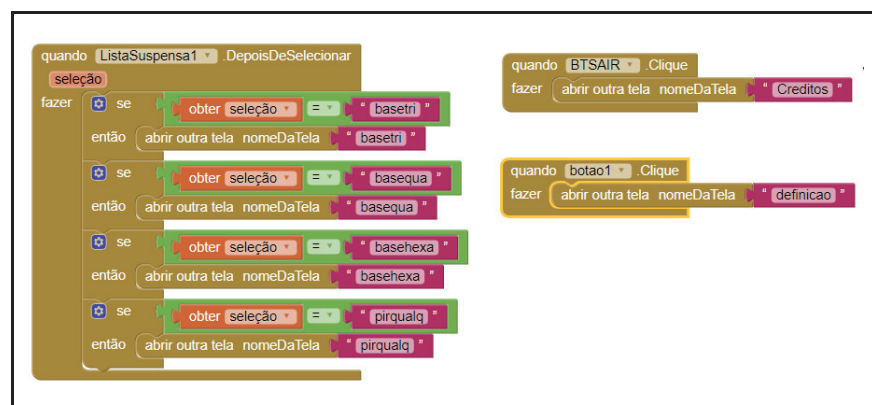 quando ListaSuspensa1 .DepoisDeSelecionar
seleção
fazer se obter seleção = " basetri "
então abrir outra tela nomeDaTela " basetri "
se obter seleção = " basequa "
então abrir outra tela nomeDaTela " basequa "
se obter seleção = " basehexa "
então abrir outra tela nomeDaTela " basehexa "
se obter seleção = " pirqualq "
então abrir outra tela nomeDaTela " pirqualq "
quando BTSAIR .Clique
fazer abrir outra tela nomeDaTela " Creditos "
quando botao1 .Clique
fazer abrir outra tela nomeDaTela " definicao "